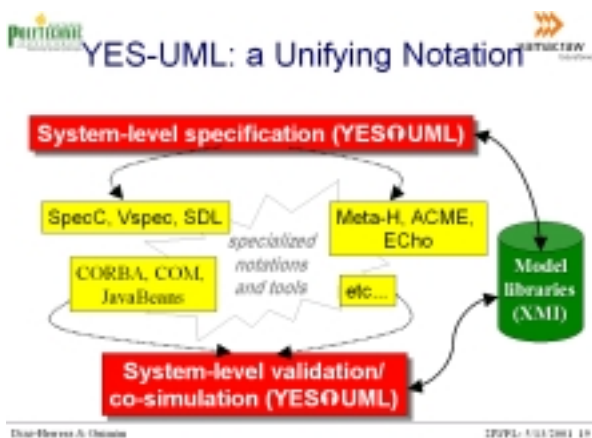 YES-UML: a Unifying Notation
System-level specification (YES UML)
SpecC, Vspec, SDL
Meta-H, ACME,
ECho
specialized
notations
and tools
CORBA, COM,
JavaBeans
etc...
Model
libraries
(XMI)
System-level validation/
co-simulation (YES UML)